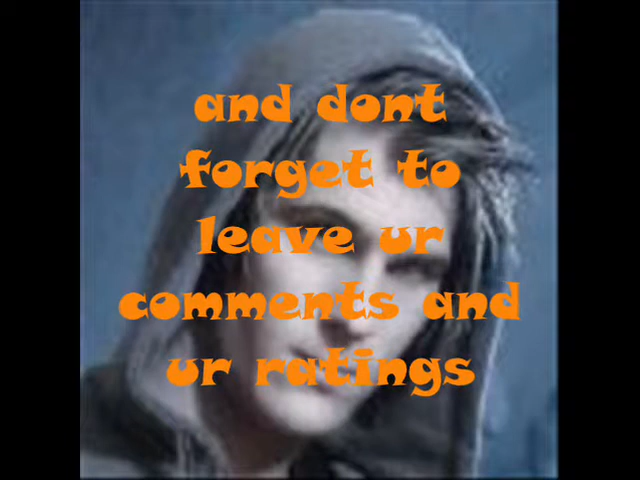 and dont
forget to
leave ur
comments and
ur ratings